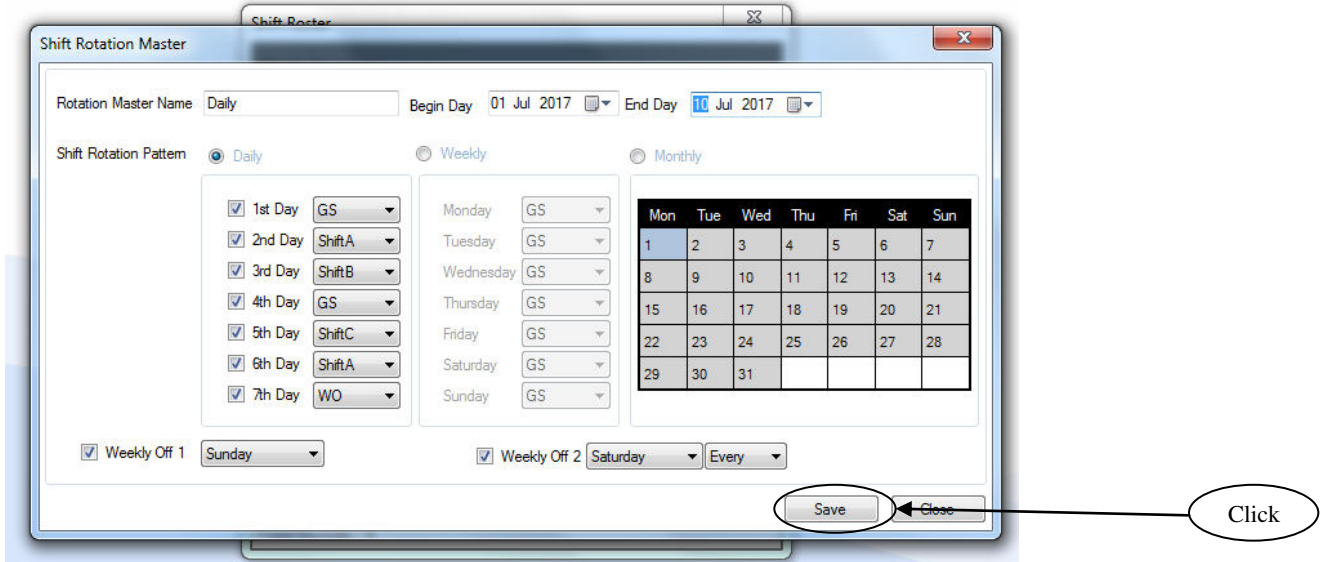 Shift Roster
Shift Rotation Master
Rotation Master Name Daily Begin Day 01 Jul 2017 End Day 10 Jul 2017
Shift Rotation Pattern Daily Weekly Monthly
1st Day GS
2nd Day ShiftA
3rd Day ShiftB
4th Day GS
5th Day ShiftC
6th Day ShiftA
7th Day WO
Monday GS
Tuesday GS
Wednesday GS
Thursday GS
Friday GS
Saturday GS
Sunday GS
Mon Tue Wed Thu Fri Sat Sun
1 2 3 4 5 6 7
8 9 10 11 12 13 14
15 16 17 18 19 20 21
22 23 24 25 26 27 28
29 30 31
Weekly Off 1 Sunday Weekly Off 2 Saturday Every
Save Close Click